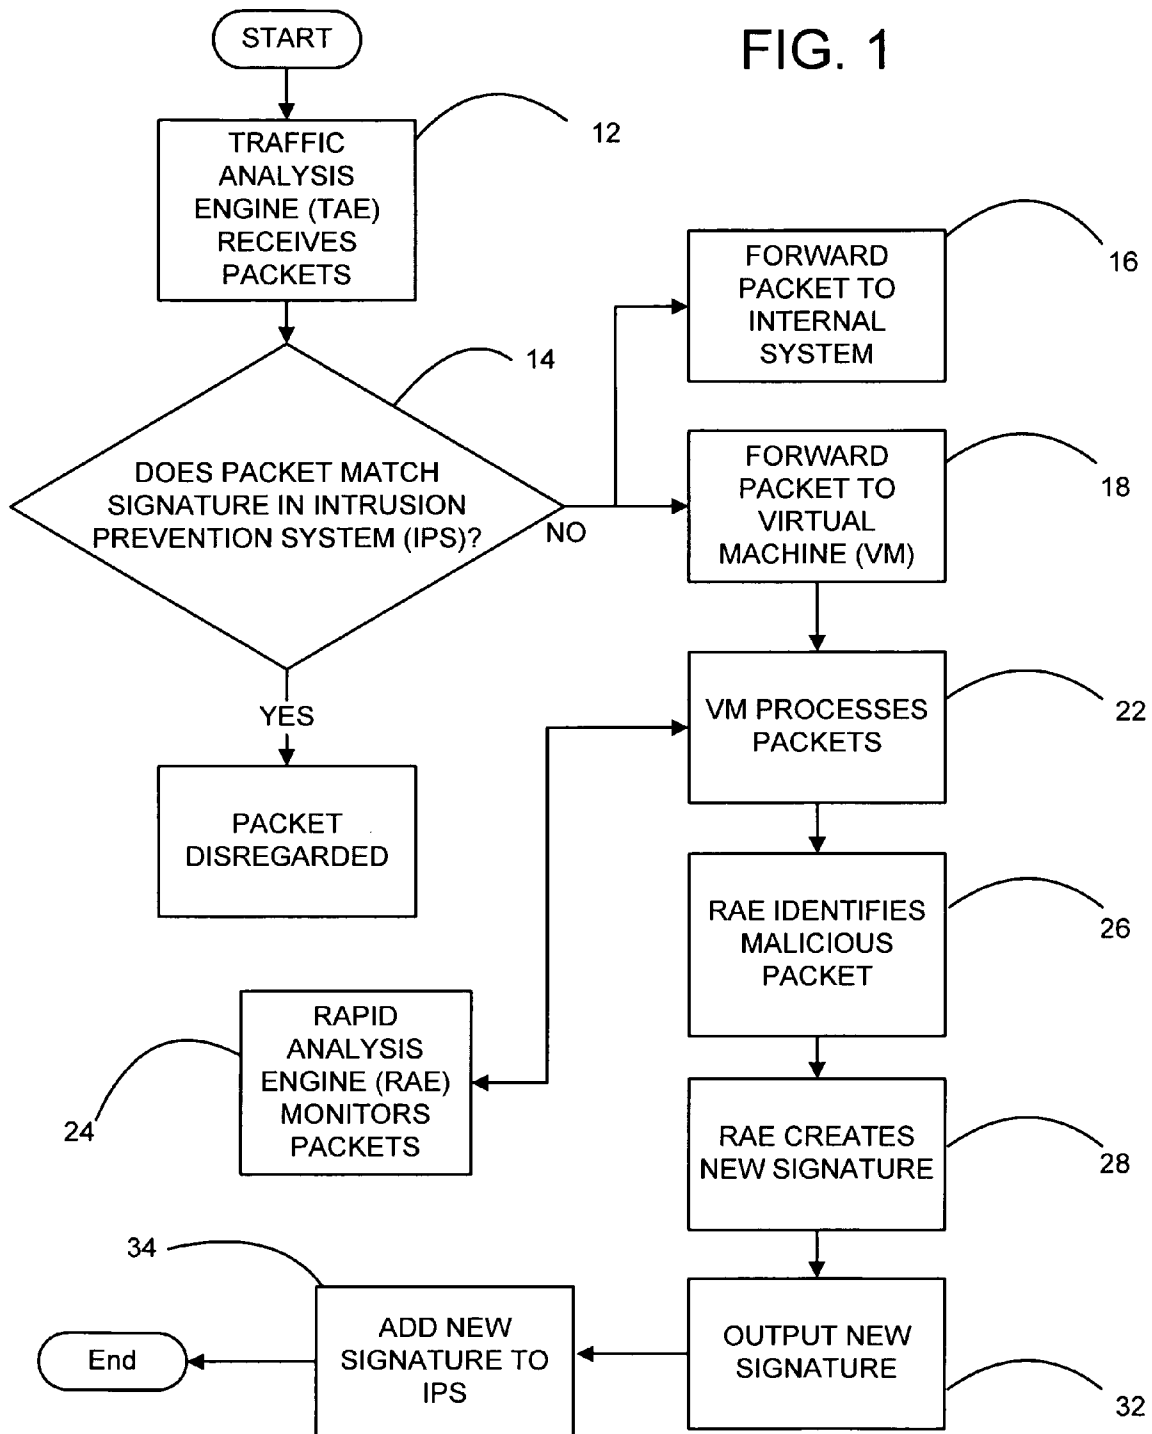 START
FIG. 1
TRAFFIC
ANALYSIS
ENGINE (TAE)
RECEIVES
PACKETS
12
FORWARD
PACKET TO
INTERNAL
SYSTEM
16
14
DOES PACKET MATCH
SIGNATURE IN INTRUSION
PREVENTION SYSTEM (IPS)?
NO
FORWARD
PACKET TO
VIRTUAL
MACHINE (VM)
18
YES
VM PROCESSES
PACKETS
22
PACKET
DISREGARDED
RAE IDENTIFIES
MALICIOUS
PACKET
26
RAPID
ANALYSIS
ENGINE (RAE)
MONITORS
PACKETS
24
RAE CREATES
NEW SIGNATURE
28
34
ADD NEW
SIGNATURE TO
IPS
End
OUTPUT NEW
SIGNATURE
32